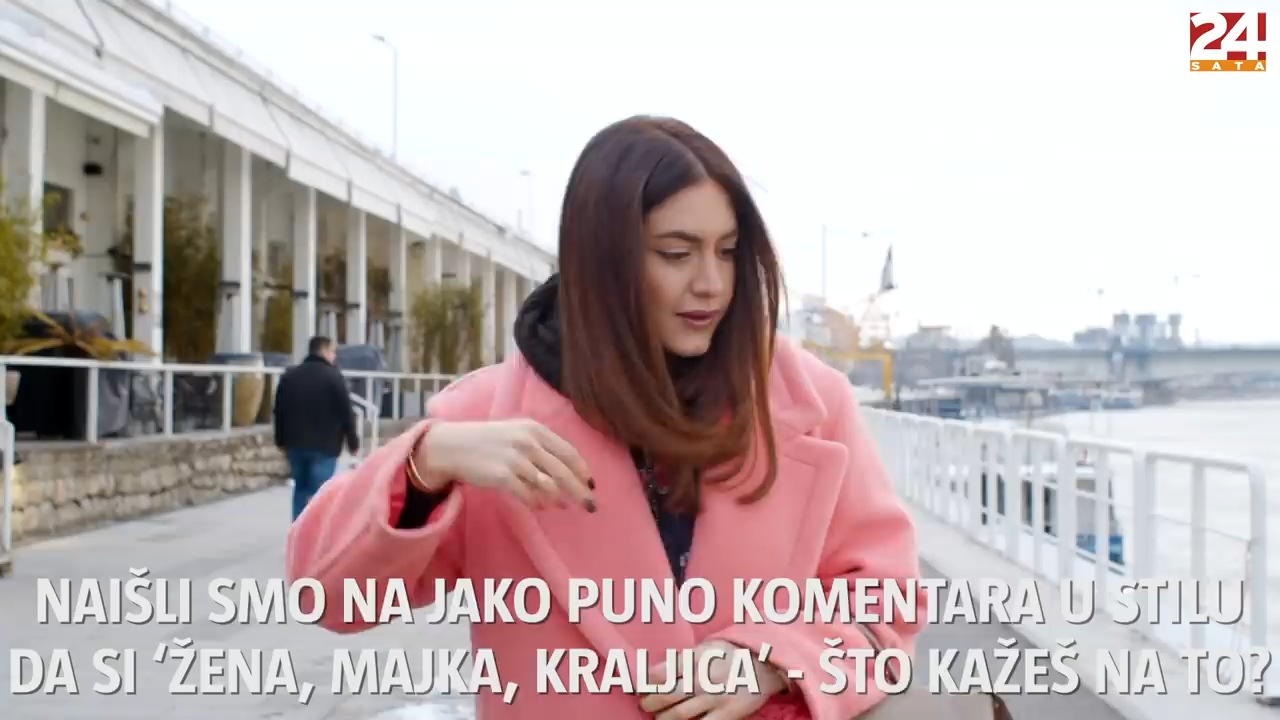 24
SATA
NAIŠLI SMO NA JAKO PUNO KOMENTARA U STILU
DA SI ‘ŽENA, MAJKA, KRALJICA’ - ŠTO KAŽEŠ NA TO?